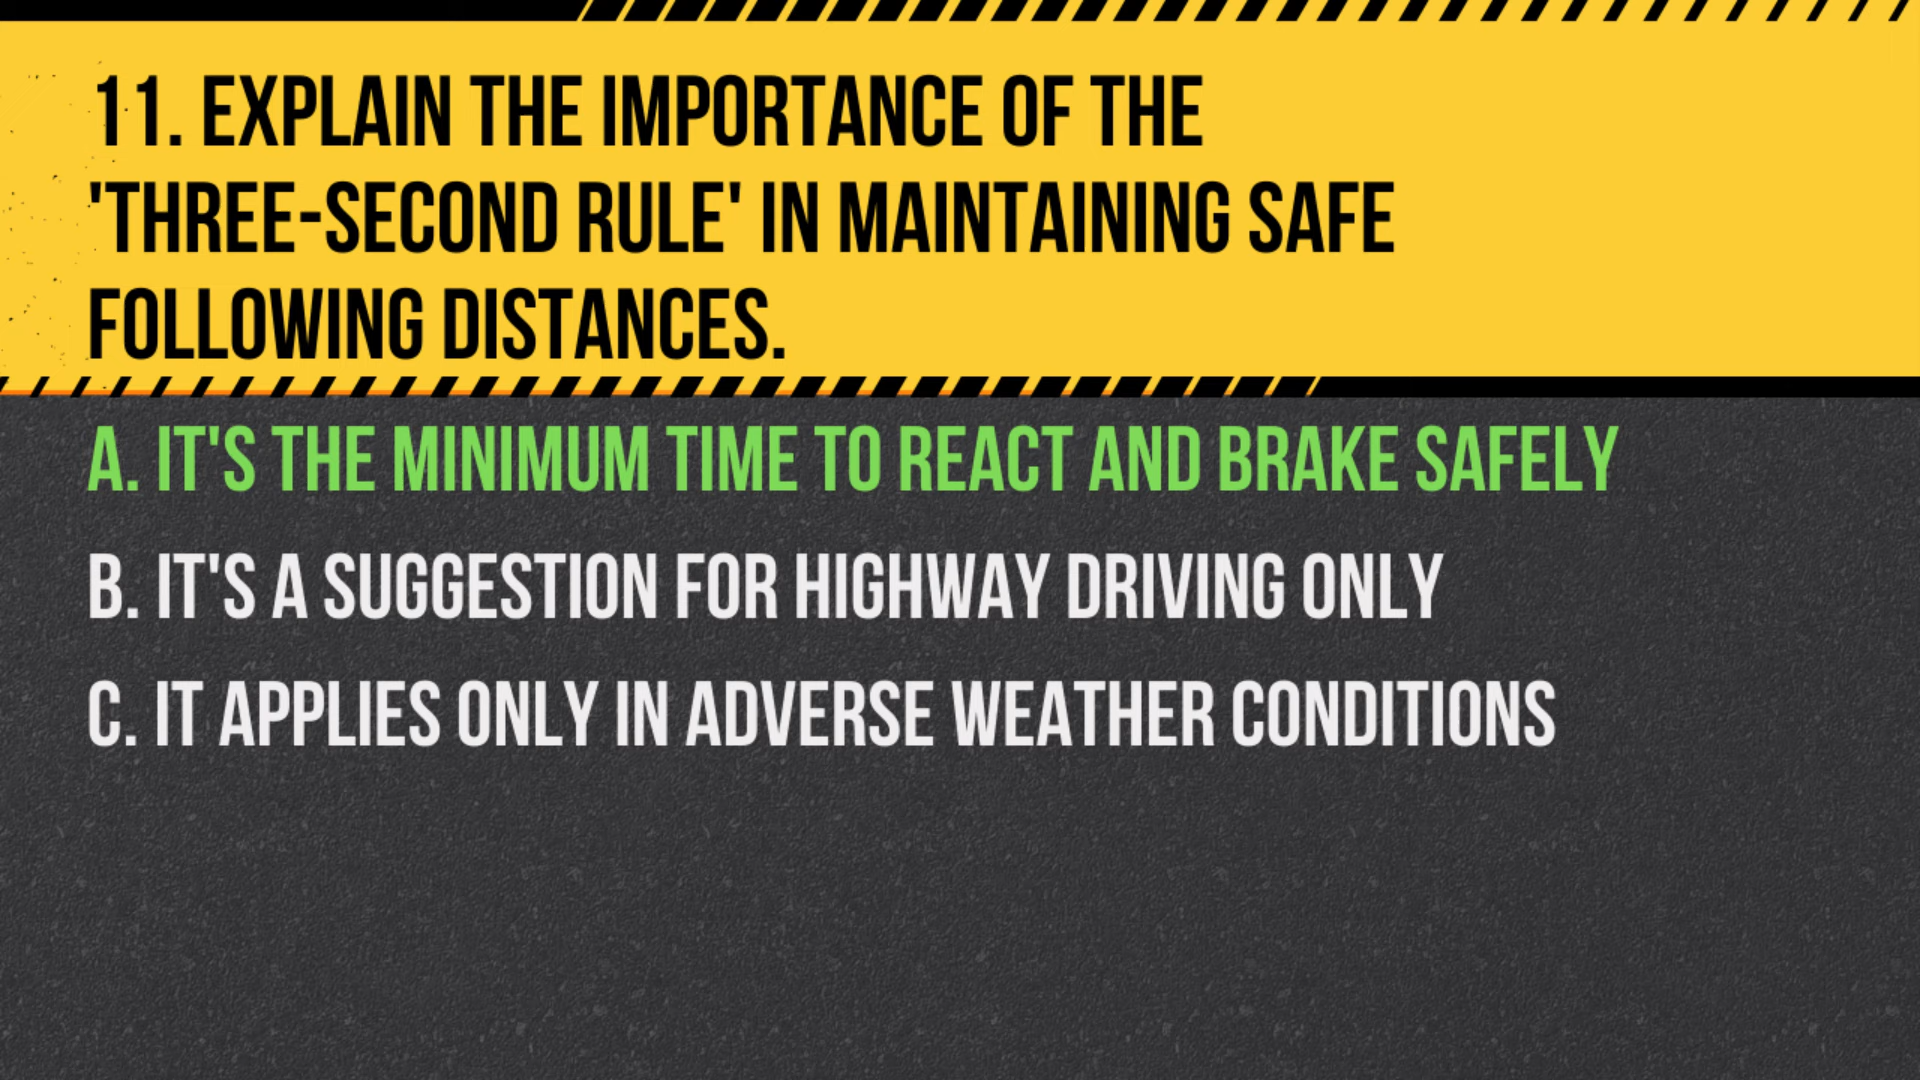 11. EXPLAIN THE IMPORTANCE OF THE
'THREE-SECOND RULE' IN MAINTAINING SAFE
FOLLOWING DISTANCES.
A. IT'S THE MINIMUM TIME TO REACT AND BRAKE SAFELY
B. IT'S A SUGGESTION FOR HIGHWAY DRIVING ONLY
C. IT APPLIES ONLY IN ADVERSE WEATHER CONDITIONS